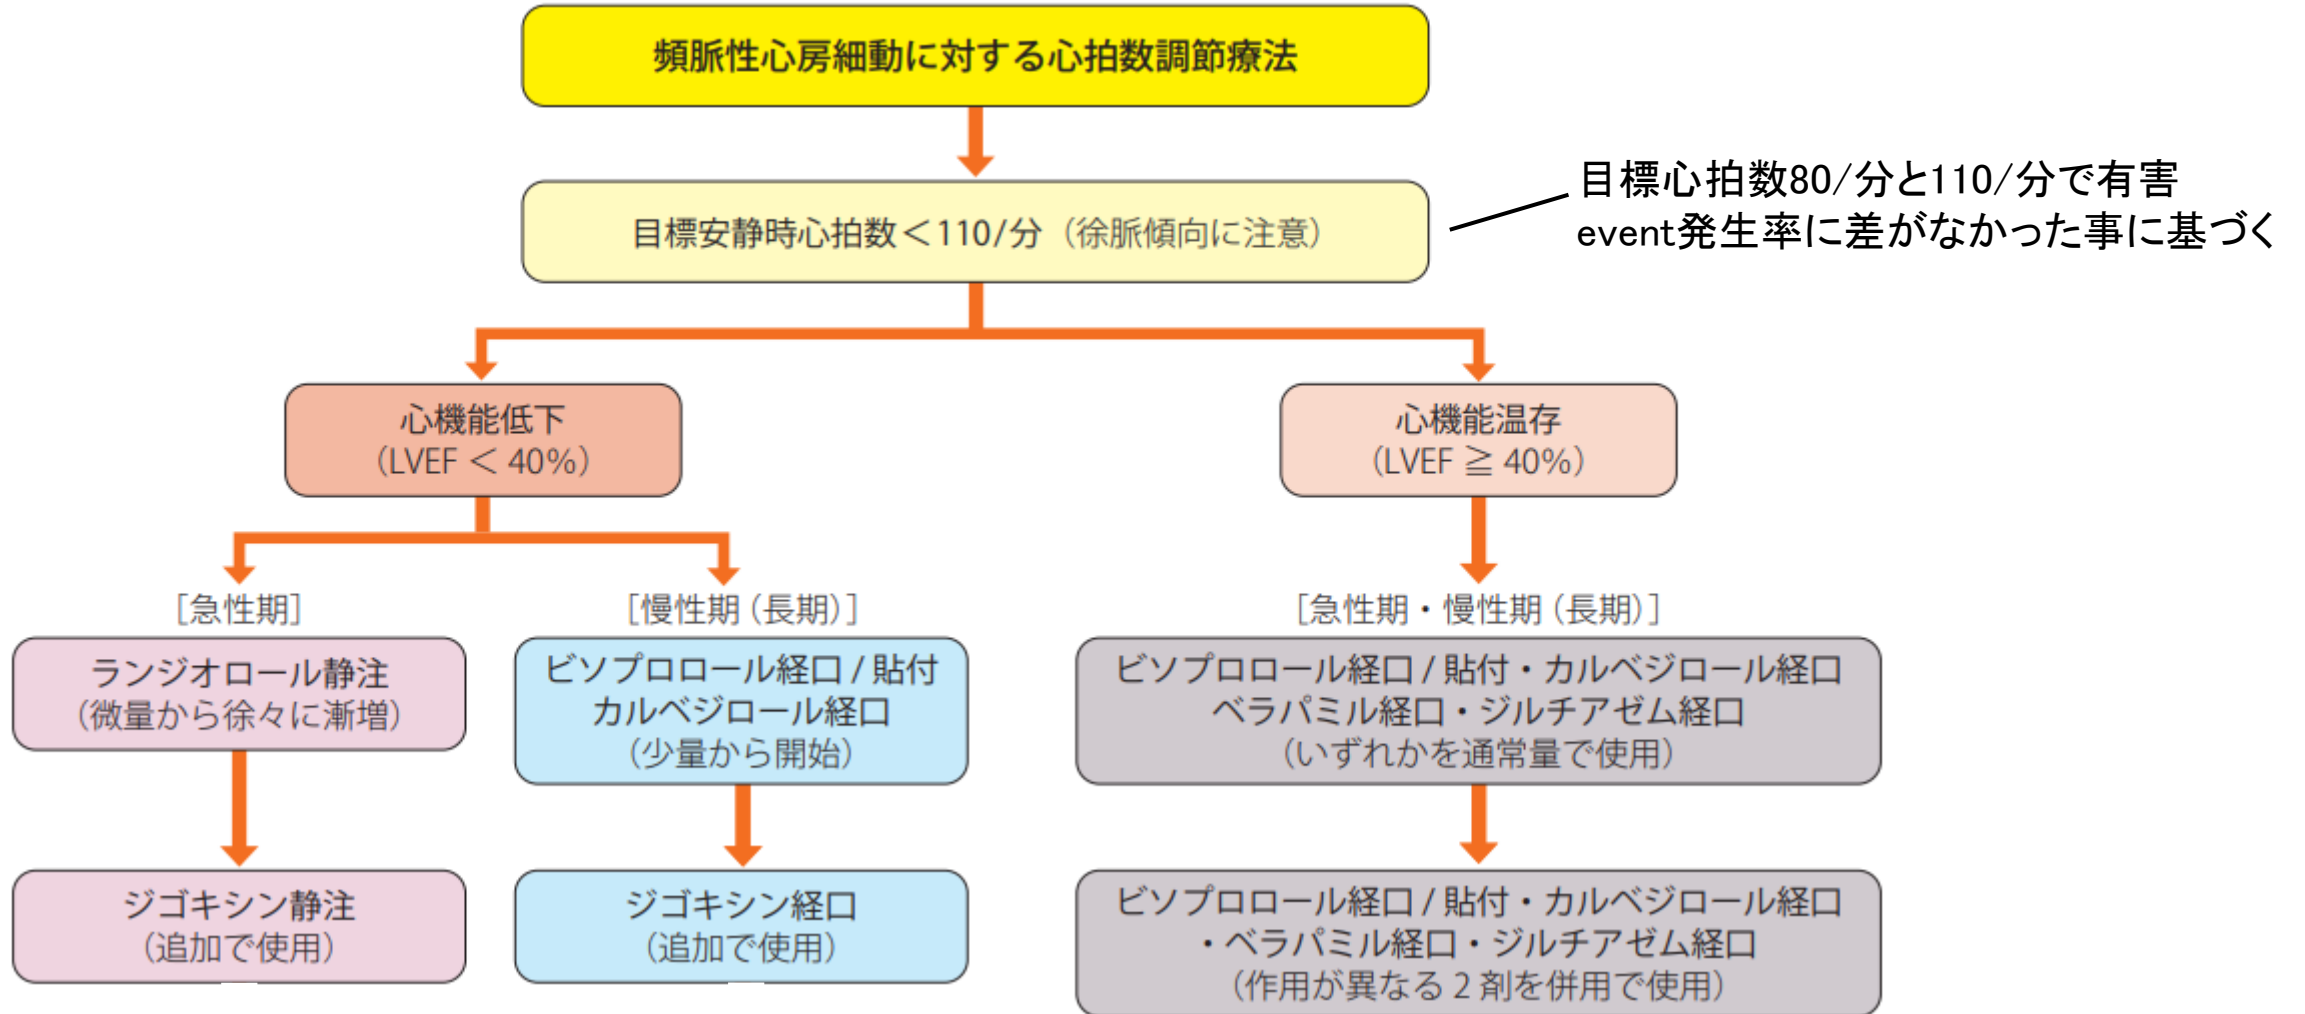 頻脈性心房細動に対する心拍数調節療法
目標安静時心拍数＜110/分（徐脈傾向に注意）
目標心拍数80/分と110/分で有害
event発生率に差がなかった事に基づく
心機能低下
（LVEF ＜ 40%）
心機能温存
（LVEF ≧ 40%）
［急性期］
ランジオロール静注
（微量から徐々に漸増）
ジゴキシン静注
（追加で使用）
［慢性期（長期）］
ビソプロロール経口 / 貼付
カルベジロール経口
（少量から開始）
ジゴキシン経口
（追加で使用）
［急性期・慢性期（長期）］
ビソプロロール経口 / 貼付・カルベジロール経口
ベラパミル経口・ジルチアゼム経口
（いずれかを通常量で使用）
ビソプロロール経口 / 貼付・カルベジロール経口
・ベラパミル経口・ジルチアゼム経口
（作用が異なる 2 剤を併用で使用）